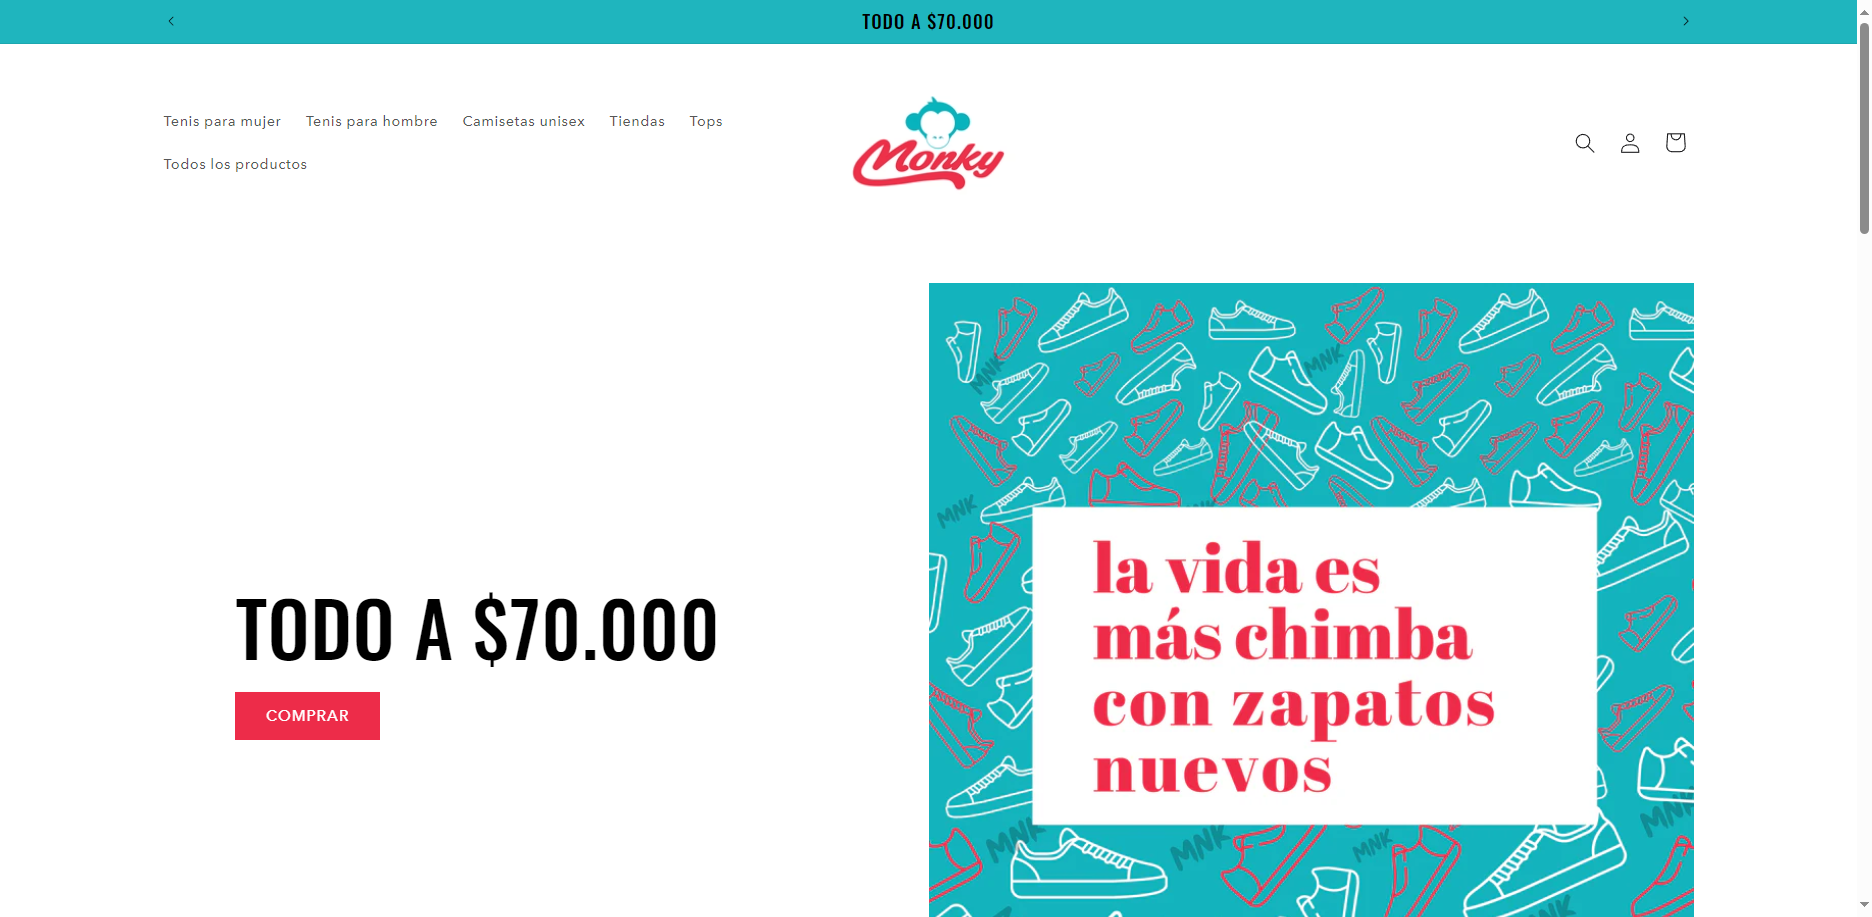 TODO A $70.000
Tenis para mujer
Tenis para hombre
Camisetas unisex
Tiendas
Tops
Todos los productos
Monky
TODO A $70.000
COMPRAR
MNK
MNK
MNK
la vida es
más chimba
con zapatos
nuevos
MNK
MNK
MNK
MNK